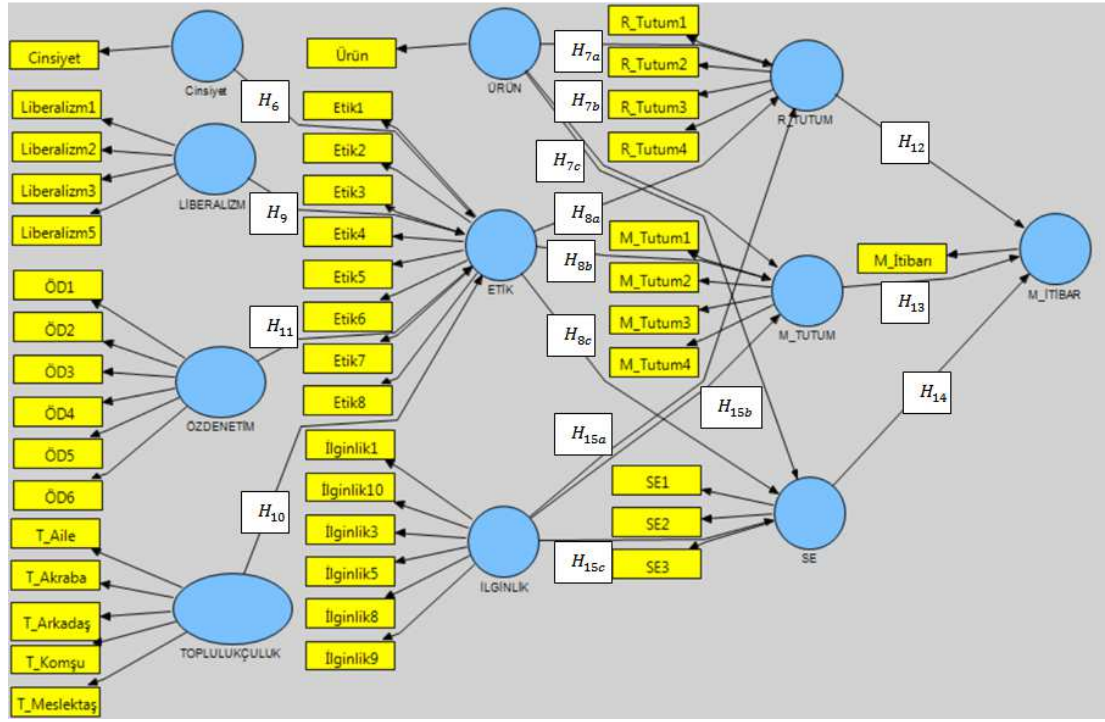 Cinsiyet
Cinsiyet
H6
Liberalizm1
Liberalizm2
Liberalizm3
Liberalizm5
LİBERALİZM
H9
ÖD1
ÖD2
ÖD3
ÖD4
ÖD5
ÖD6
ÖZDENETİM
H11
T_Aile
T_Akraba
T_Arkadaş
T_Komşu
T_Meslektaş
TOPLULUKÇULUK
H10
Ürün
ÜRÜN
H7a
H7b
H7c
Etik1
Etik2
Etik3
Etik4
Etik5
Etik6
Etik7
Etik8
ETİK
H8a
H8b
H8c
İlginlik1
İlginlik10
İlginlik3
İlginlik5
İlginlik8
İlginlik9
İLGİNLİK
H15a
H15b
H15c
R_Tutum1
R_Tutum2
R_Tutum3
R_Tutum4
R_TUTUM
H12
M_Tutum1
M_Tutum2
M_Tutum3
M_Tutum4
M_TUTUM
H13
SE1
SE2
SE3
SE
H14
M_İtibarı
M_İTİBAR